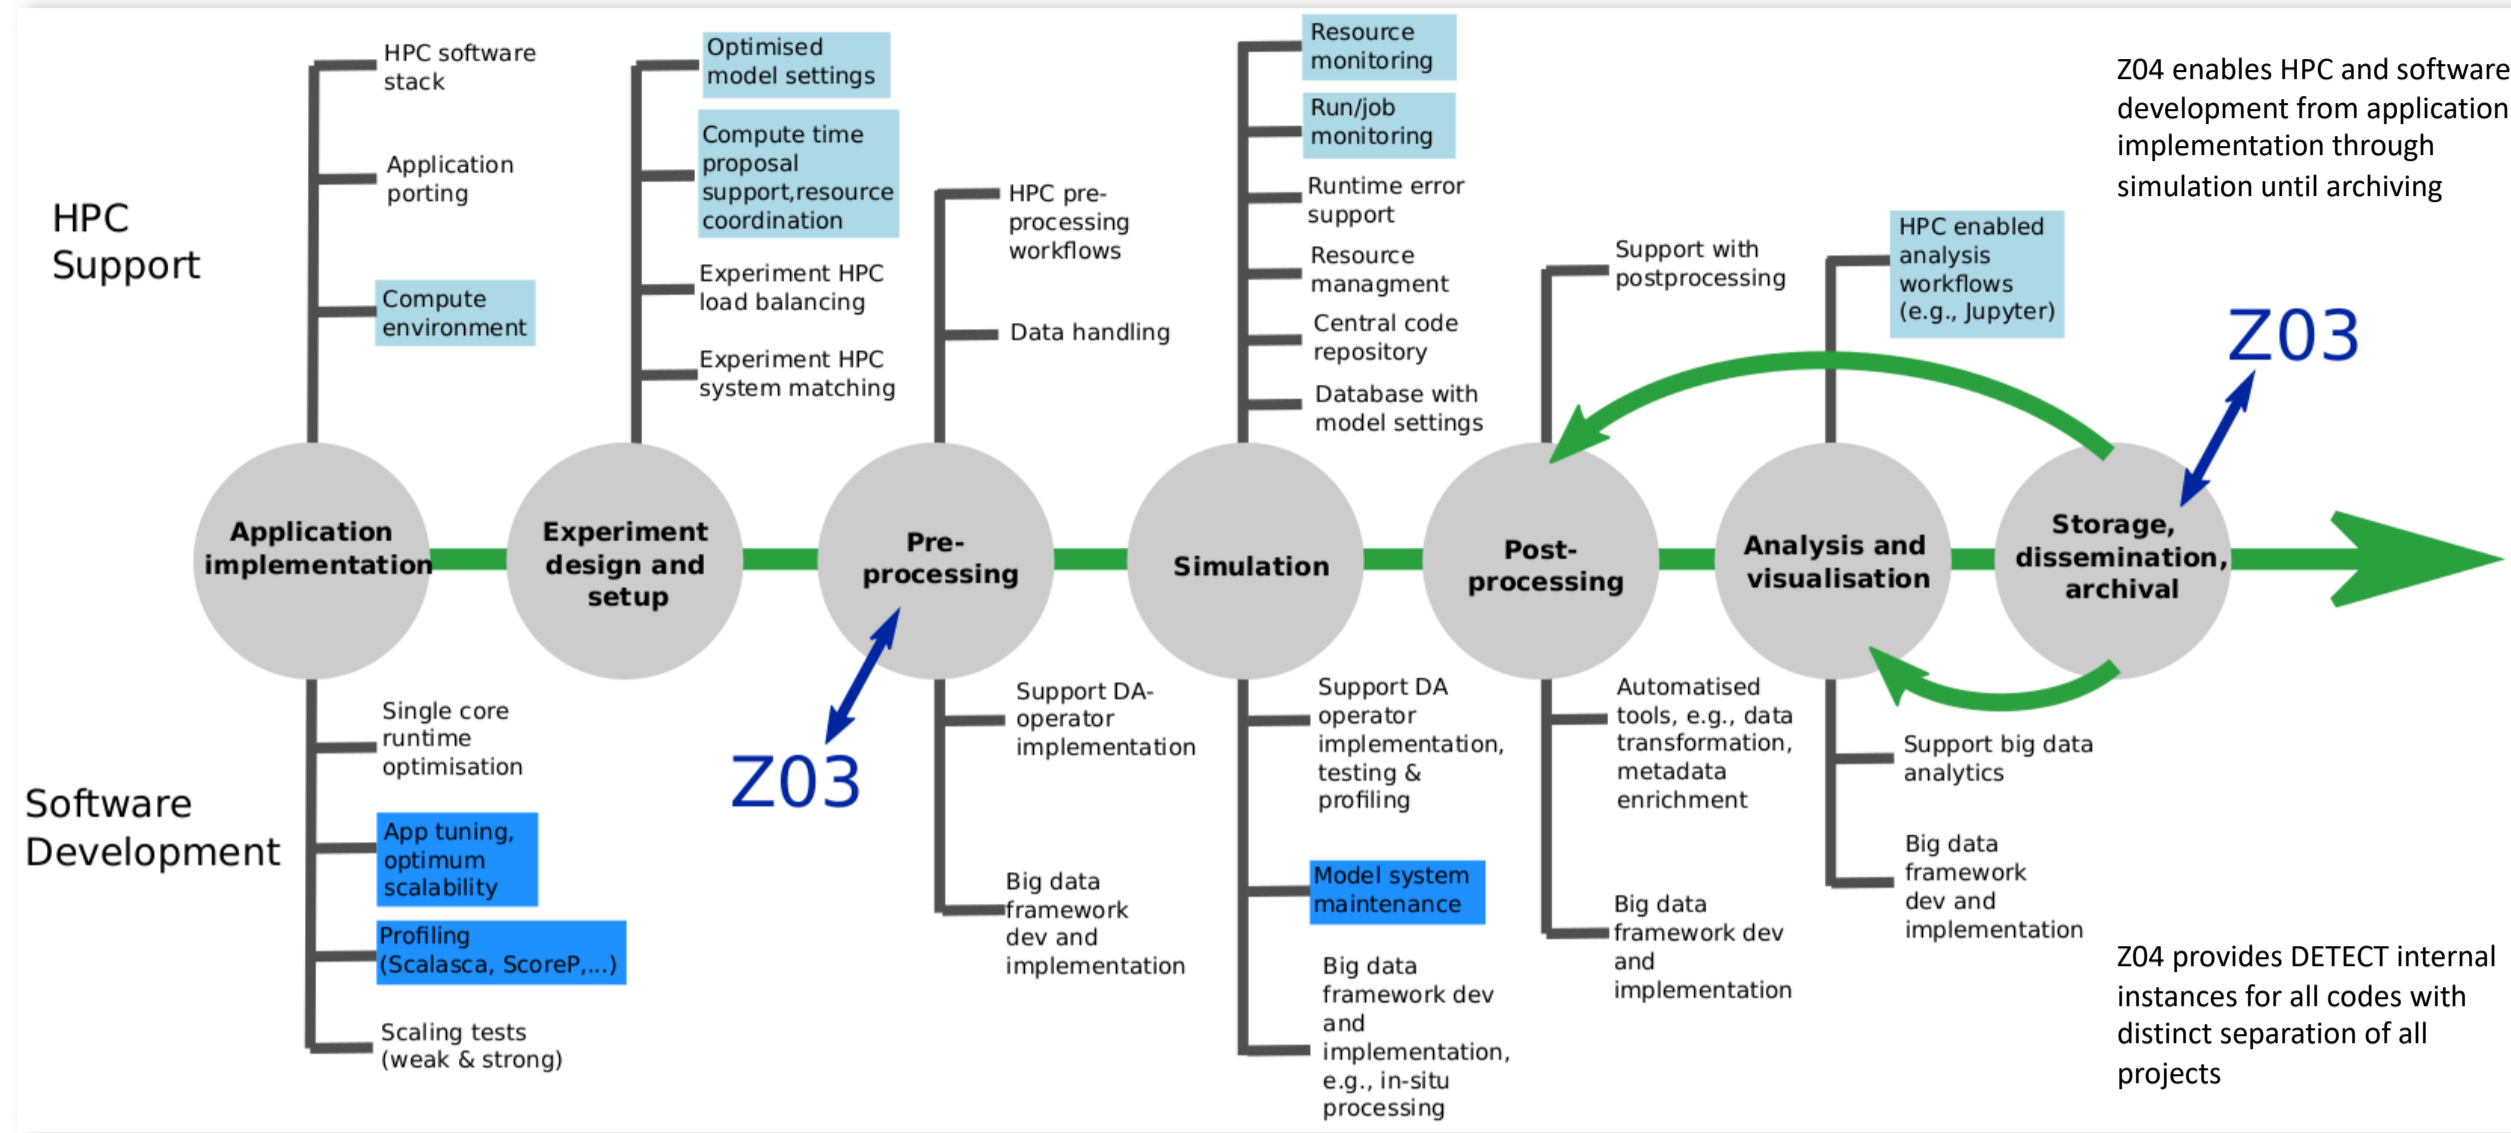 HPC software
stack
Application
porting
Compute
environment
Optimised
model settings
Compute time
proposal
support,resource
coordination
Experiment HPC
load balancing
Experiment HPC
system matching
HPC pre-
processing
workflows
Data handling
Resource
monitoring
Run/job
monitoring
Runtime error
support
Resource
managment
Central code
repository
Database with
model settings
Support with
postprocessing
HPC enabled
analysis
workflows
(e.g., Jupyter)
Z04 enables HPC and software
development from application
implementation through
simulation until archiving
HPC
Support
Z03
Application
implementation
Experiment
design and
setup
Pre-
processing
Simulation
Post-
processing
Analysis and
visualisation
Storage,
dissemination,
archival
Z03
Software
Development
Single core
runtime
optimisation
App tuning,
optimum
scalability
Profiling
(Scalasca, ScoreP,...)
Scaling tests
(weak & strong)
Support DA-
operator
implementation
Big data
framework
dev and
implementation
Support DA
operator
implementation,
testing &
profiling
Model system
maintenance
Big data
framework dev
and
implementation,
e.g., in-situ
processing
Automatised
tools, e.g., data
transformation,
metadata
enrichment
Big data
framework dev
and
implementation
Support big data
analytics
Big data
framework
dev and
implementation
Z04 provides DETECT internal
instances for all codes with
distinct separation of all
projects